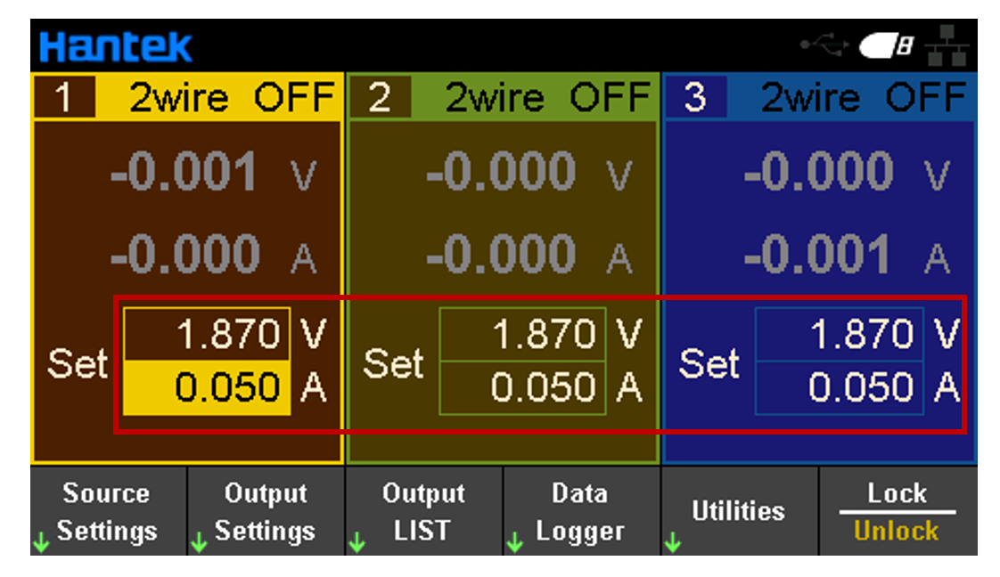 Hantek 8
1 2wire OFF
-0.001 V
-0.000 A
Set
1.870 V
0.050 A
2 2wire OFF
-0.000 V
-0.000 A
Set
1.870 V
0.050 A
3 2wire OFF
-0.000 V
-0.001 A
Set
1.870 V
0.050 A
Source
Settings
Output
Settings
Output
LIST
Data
Logger
Utilities
Lock
Unlock